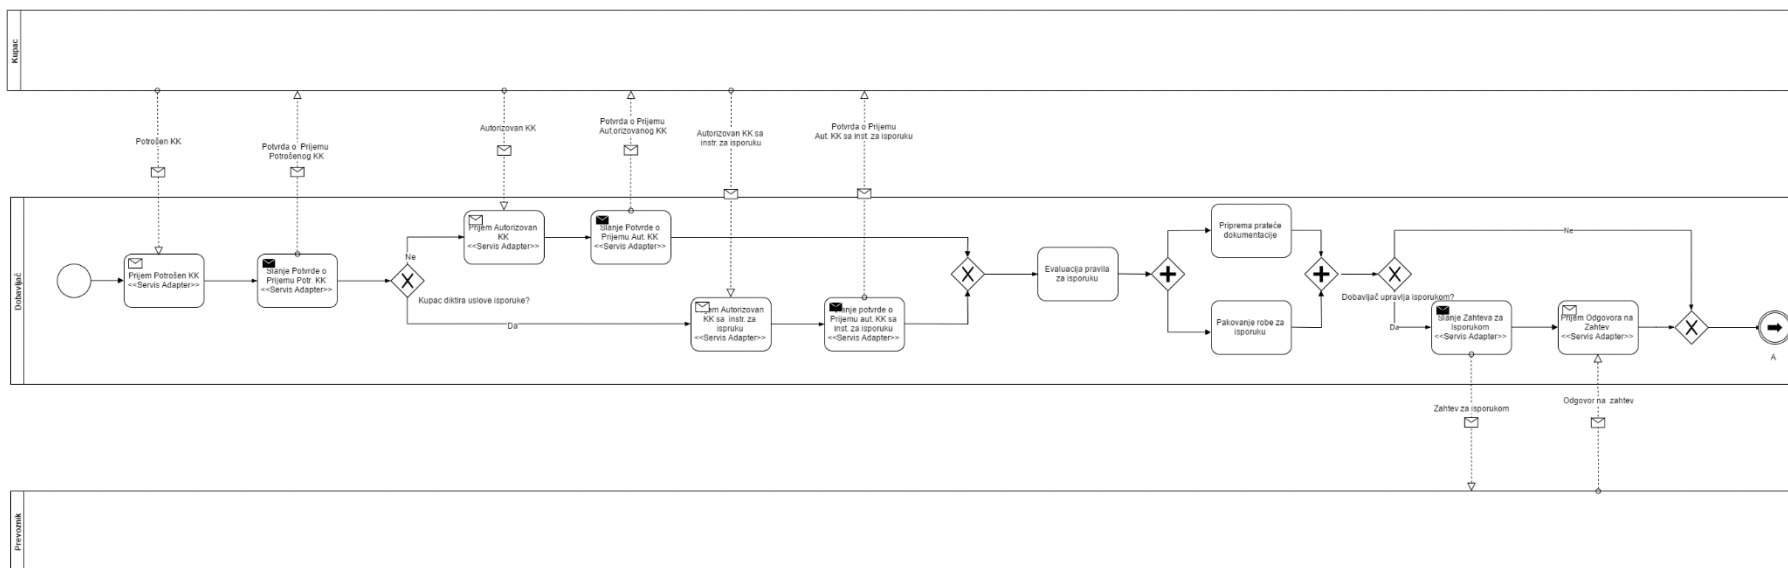 Kupac
Potrošen KK
Potvrda o Prijemu
Potrošenog KK
Autorizovan KK
Potvrda o Prijemu
Aut.orizovanog KK
Autorizovan KK sa
instr. za isporuku
Potvrda o Prijemu
Aut. KK sa inst. za isporuku
Dobavljač
Prijem Potrošen KK
<<Servis Adapter>>
Slanje Potvrde o
Prijemu Potr. KK
<<Servis Adapter>>
Ne
Kupac diktira uslove isporuke?
Da
Prijem Autorizovan
KK
<<Servis Adapter>>
Slanje Potvrde o
Prijemu Aut. KK
<<Servis Adapter>>
Prijem Autorizovan
KK sa instr. za
ispruku
<<Servis Adapter>>
Slanje potvrde o
Prijemu aut. KK sa
inst. za isporuku
<<Servis Adapter>>
Evaluacija pravila
za isporuku
Priprema prateće
dokumentacije
Pakovanje robe za
isporuku
Dobavljač upravlja isporukom?
Ne
Da
Slanje Zahteva za
Isporukom
<<Servis Adapter>>
Prijem Odgovora na
Zahtev
<<Servis Adapter>>
A
Zahtev za isporukom
Odgovor na zahtev
Prevoznik